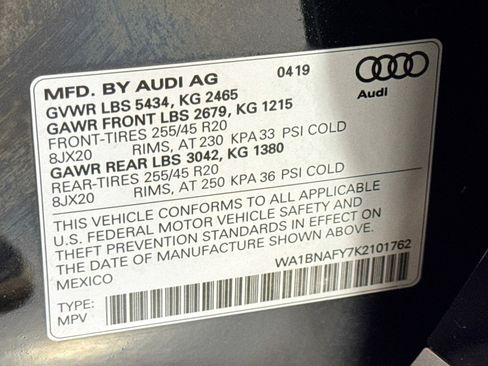 MFD. BY AUDI AG 0419
GVWR LBS 5434, KG 2465
GAWR FRONT LBS 2679, KG 1215
FRONT-TIRES 255/45 R20
8JX20 RIMS, AT 230 KPA 33 PSI COLD
GAWR REAR LBS 3042, KG 1380
REAR-TIRES 255/45 R20
8JX20 RIMS, AT 250 KPA 36 PSI COLD
Audi
THIS VEHICLE CONFORMS TO ALL APPLICABLE
U.S. FEDERAL MOTOR VEHICLE SAFETY AND
THEFT PREVENTION STANDARDS IN EFFECT ON THE
DATE OF MANUFACTURE SHOWN ABOVE.
MEXICO WA1BNAFY7K2101762
TYPE:
MPV